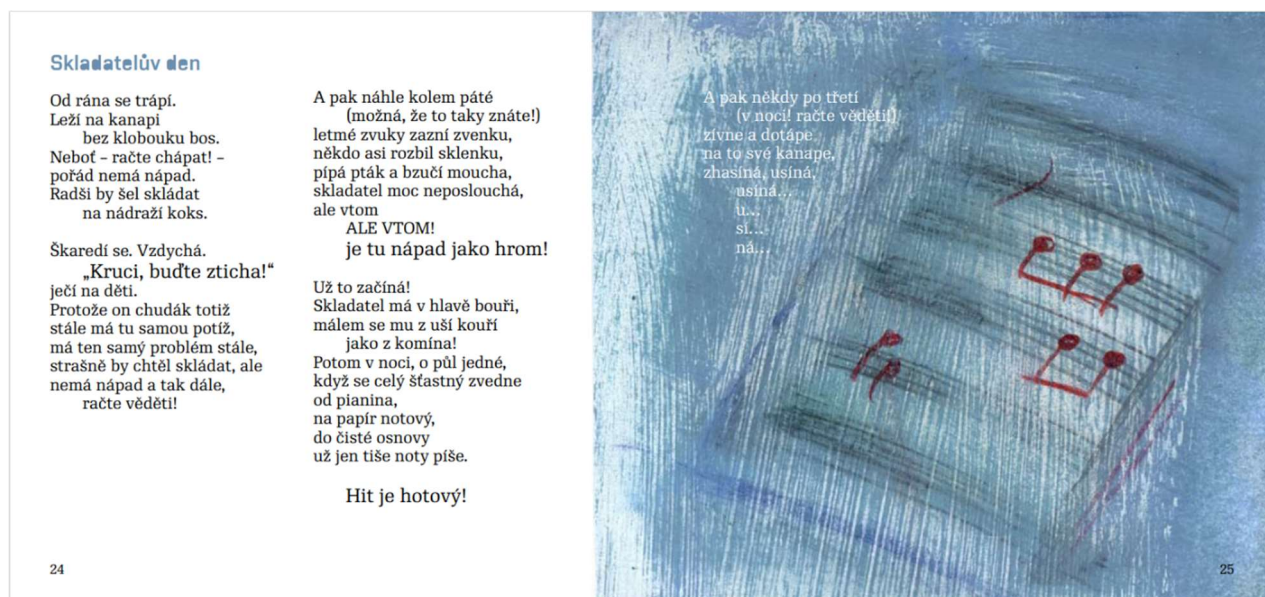 Skladatelův den
Od rána se trápí.
Leží na kanapi
bez klobouku bos.
Neboť – račte chápat! –
pořád nemá nápad.
Radši by šel skládat
na nádraží koks.
Škaredí se. Vzdychá.
„Kruci, buďte zticha!“
ječí na děti.
Protože on chudák totiž
stále má tu samou potíž,
má ten samý problém stále,
strašně by chtěl skládat, ale
nemá nápad a tak dále,
račte věděti!
A pak náhle kolem páté
(možná, že to taky znáte!)
letmé zvuky zazní zvenku,
někdo asi rozbil sklenku,
pípá pták a bzučí moucha,
skladatel moc neposlouchá,
ale vtom
ALE VTOM!
je tu nápad jako hrom!
Už to začíná!
Skladatel má v hlavě bouři,
málem se mu z uší kouří
jako z komína!
Potom v noci, o půl jedné,
když se celý šťastný zvedne
od pianina,
na papír notový,
do čisté osnovy
už jen tiše noty píše.
Hit je hotový!
24
A pak někdy po třetí
(v noci! račte věděti!)
zívne a dotápe,
na to své kanape,
zhasíná, usíná,
usíná...
u...
sí...
ná...
25